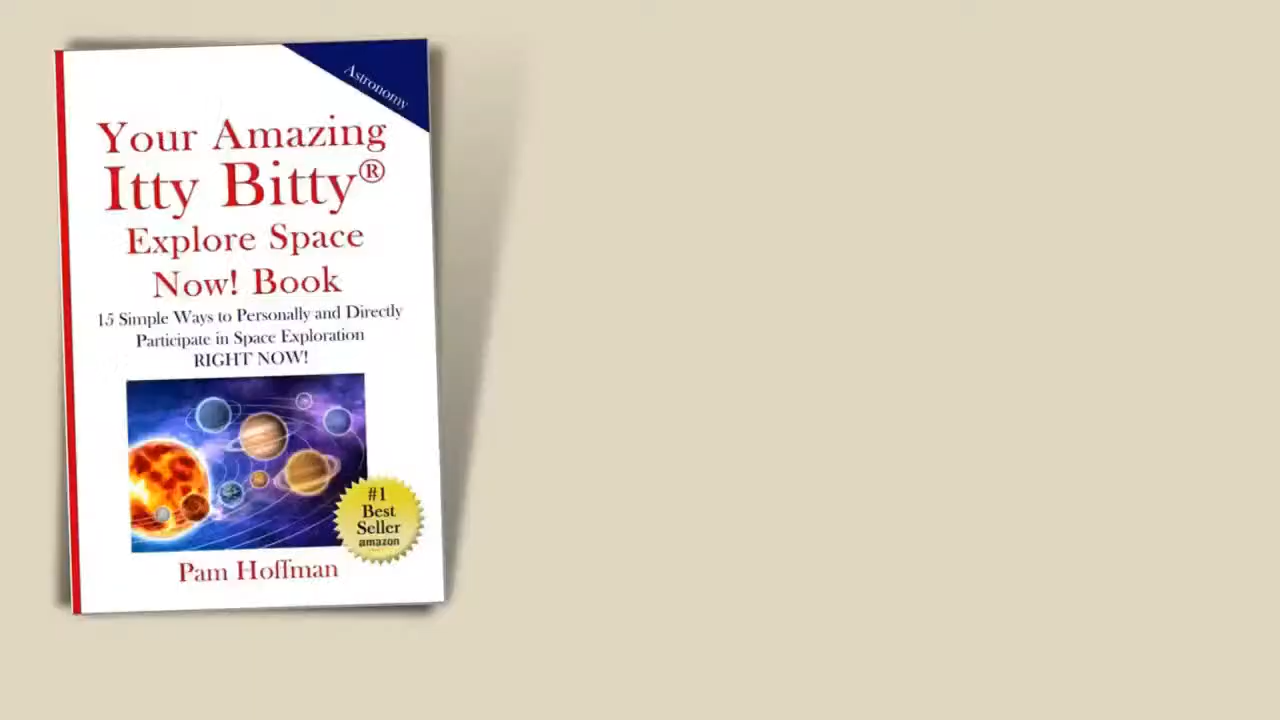 Astronomy
Your Amazing
Itty Bitty®
Explore Space
Now! Book
15 Simple Ways to Personally and Directly
Participate in Space Exploration
RIGHT NOW!
#1
Best
Seller
amazon
Pam Hoffman